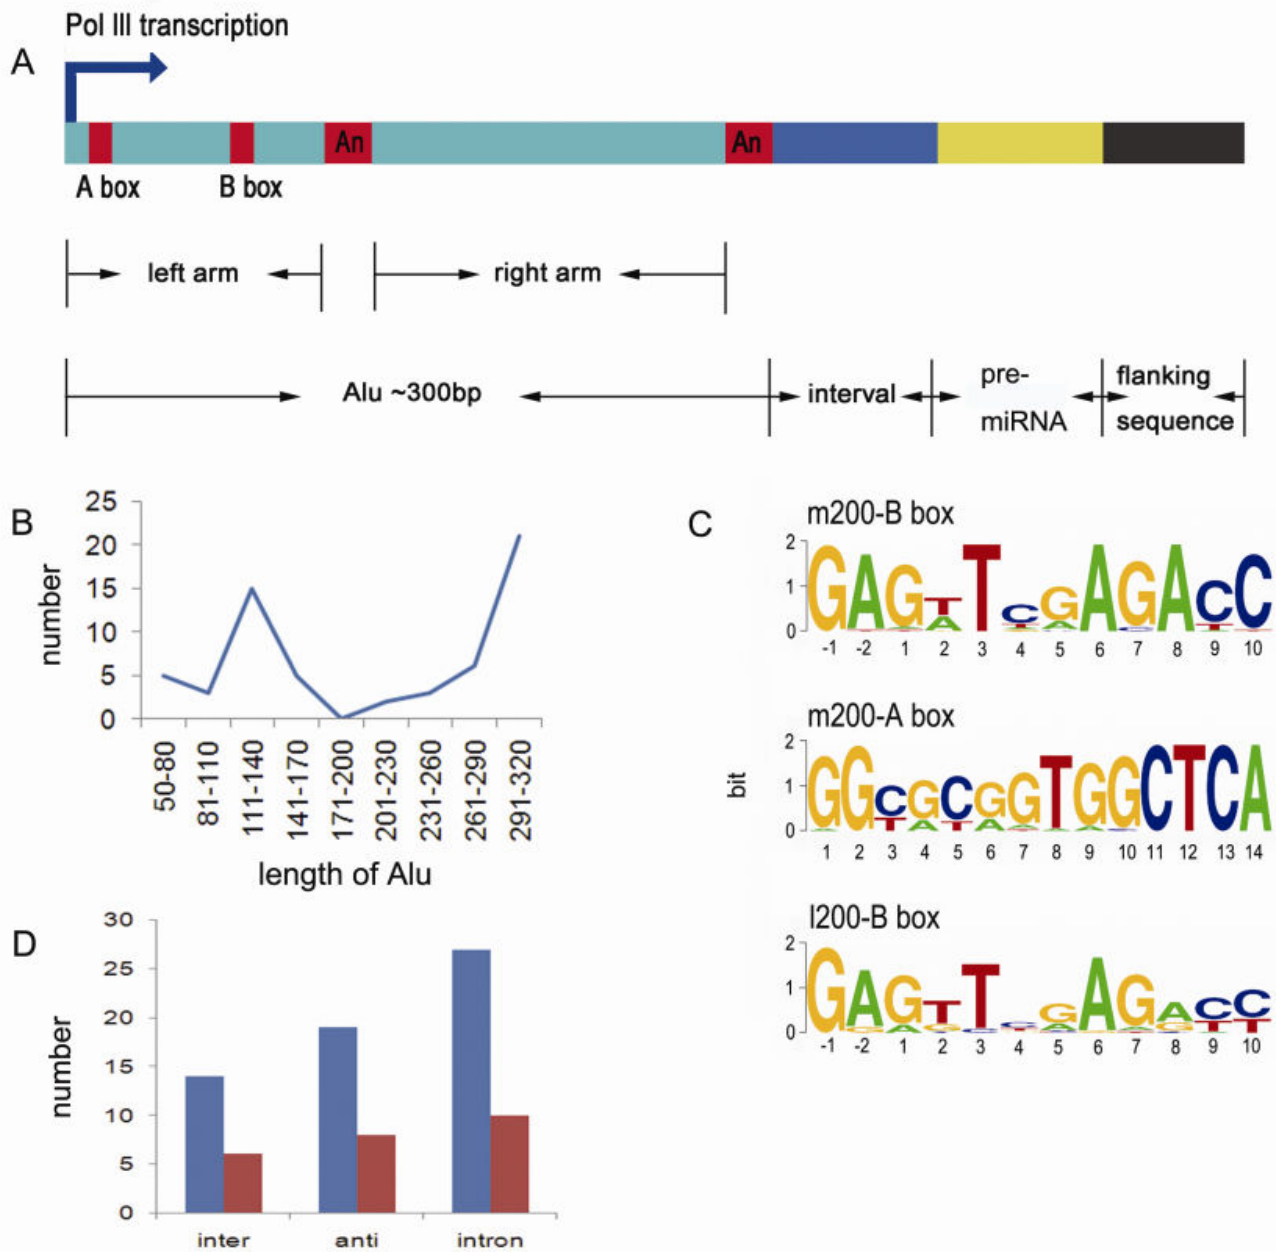 Pol III transcription
A
An
An
A box
B box
left arm
right arm
Alu ~300bp
interval
pre-
miRNA
flanking
sequence
B
number
25
20
15
10
5
0
50-80
81-110
111-140
141-170
171-200
201-230
231-260
261-290
291-320
length of Alu
C
m200-B box
2
1
0
GAGTTCGAGACC
-1 -2 1 2 3 4 5 6 7 8 9 10
m200-A box
bit
2
1
0
GGCGCGGTGGCTCA
1 2 3 4 5 6 7 8 9 10 11 12 13 14
l200-B box
2
1
0
GAGTTCGAGACC
-1 -2 1 2 3 4 5 6 7 8 9 10
D
number
30
25
20
15
10
5
0
inter
anti
intron